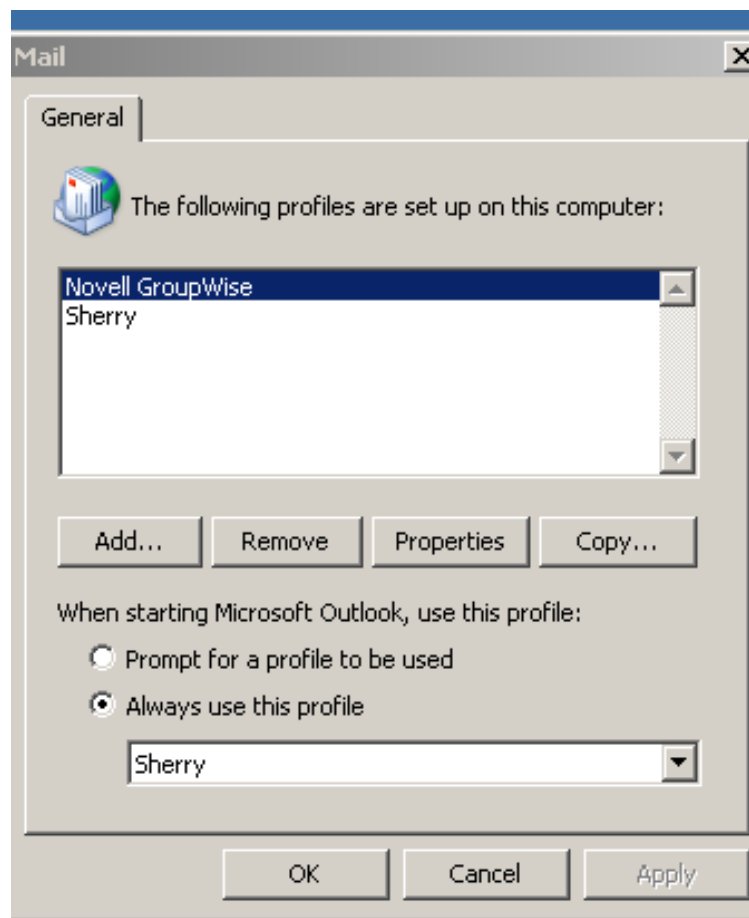 Mail
General
The following profiles are set up on this computer:
Novell GroupWise
Sherry
Add... Remove Properties Copy...
When starting Microsoft Outlook, use this profile:
Prompt for a profile to be used
Always use this profile
Sherry
OK Cancel Apply